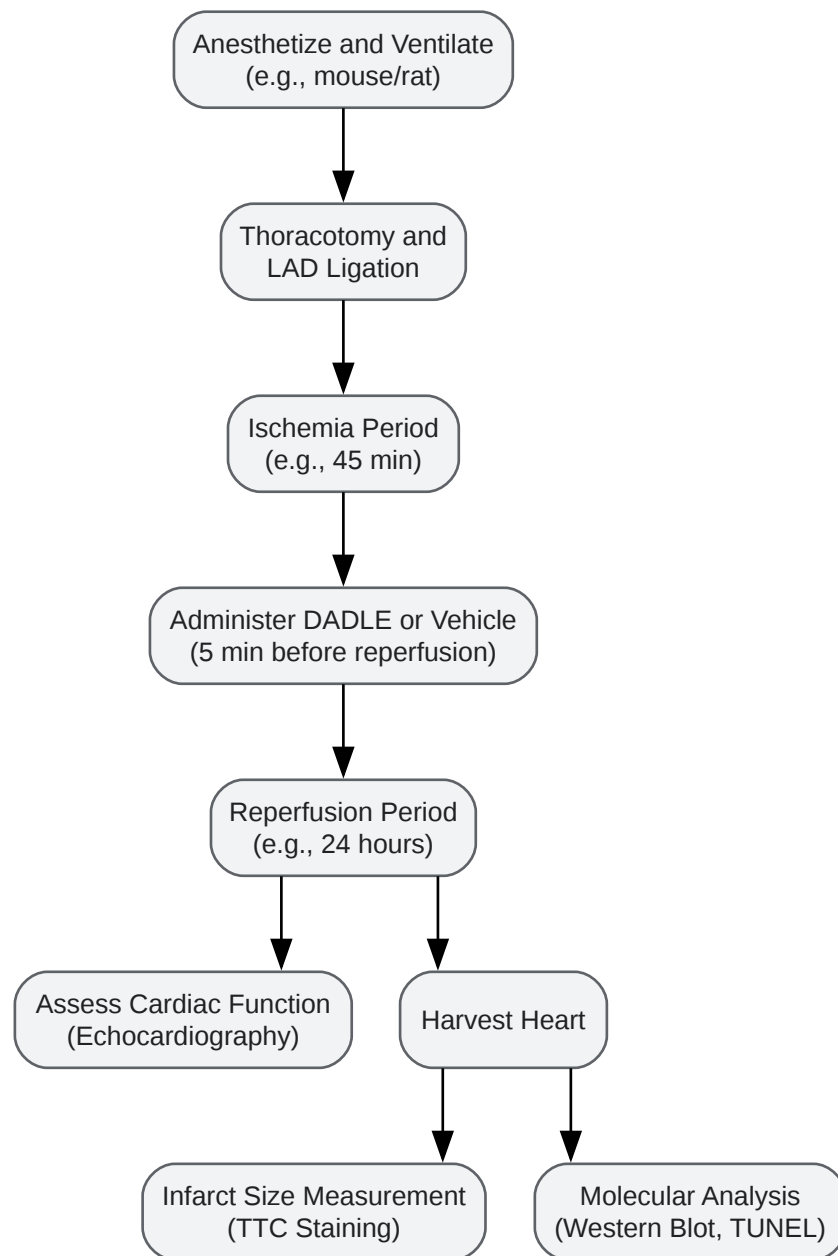 Anesthetize and Ventilate
(e.g., mouse/rat)
Thoracotomy and
LAD Ligation
Ischemia Period
(e.g., 45 min)
Administer DADLE or Vehicle
(5 min before reperfusion)
Reperfusion Period
(e.g., 24 hours)
Assess Cardiac Function
(Echocardiography)
Harvest Heart
Infarct Size Measurement
(TTC Staining)
Molecular Analysis
(Western Blot, TUNEL)